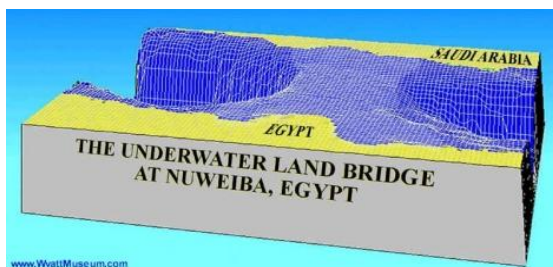 SAUDI ARABIA
EGYPT
THE UNDERWATER LAND BRIDGE
AT NUWEIBA, EGYPT
www.WyattMuseum.com